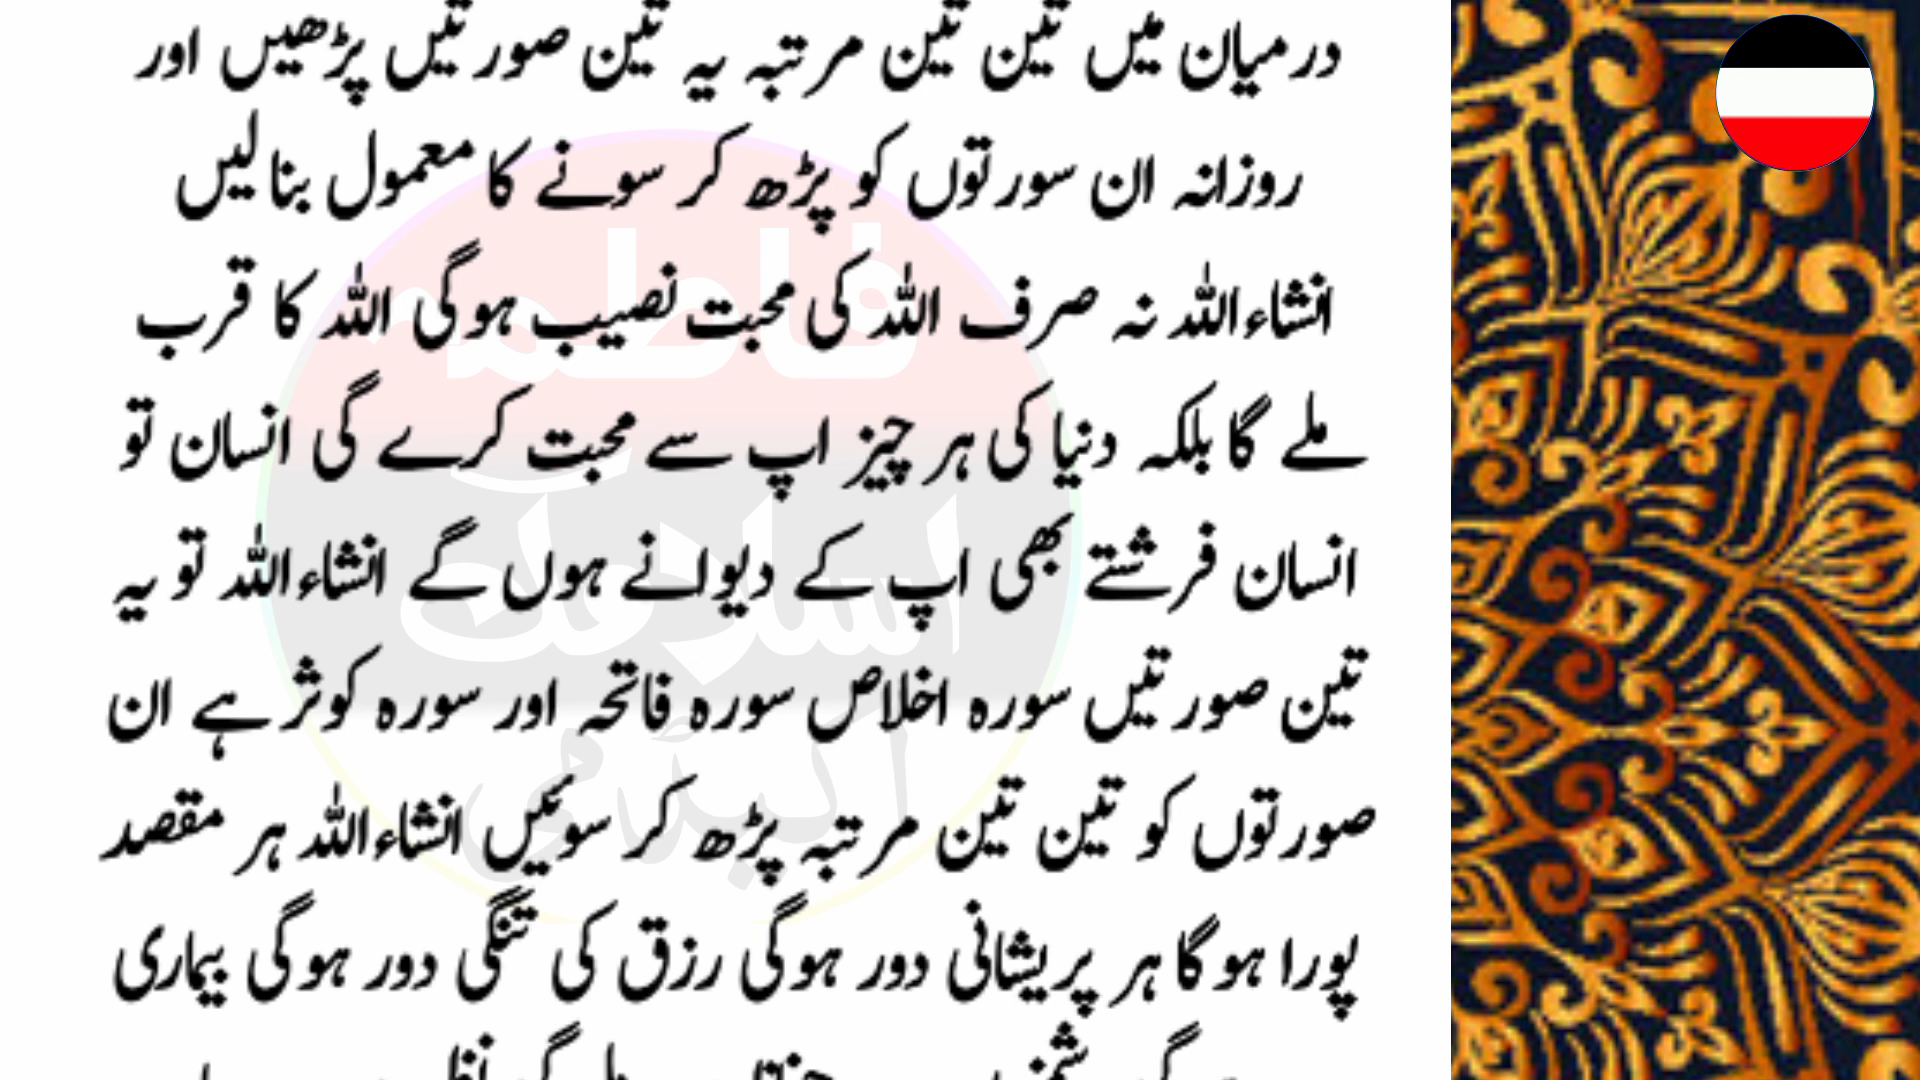 درمیان میں تین تین مرتبہ یہ تین صورتیں پڑھیں اور
روزانہ ان سورتوں کو پڑھ کر سونے کا معمول بنالیں
انشاءاللہ نہ صرف اللہ کی محبت نصیب ہوگی اللہ کا قرب
ملے گا بلکہ دنیا کی ہر چیز اپ سے محبت کرے گی انسان تو
انسان فرشتے بھی اپ کے دیوانے ہوں گے انشاءاللہ تو یہ
تین صورتیں سورہ اخلاص سورہ فاتحہ اور سورہ کوثر ہے ان
صورتوں کو تین تین مرتبہ پڑھ کر سوئیں انشاءاللہ ہر مقصد
پورا ہوگا ہر پریشانی دور ہوگی رزق کی تنگی دور ہوگی بیماری
فاطمہ
اسلامک
اکیڈمی